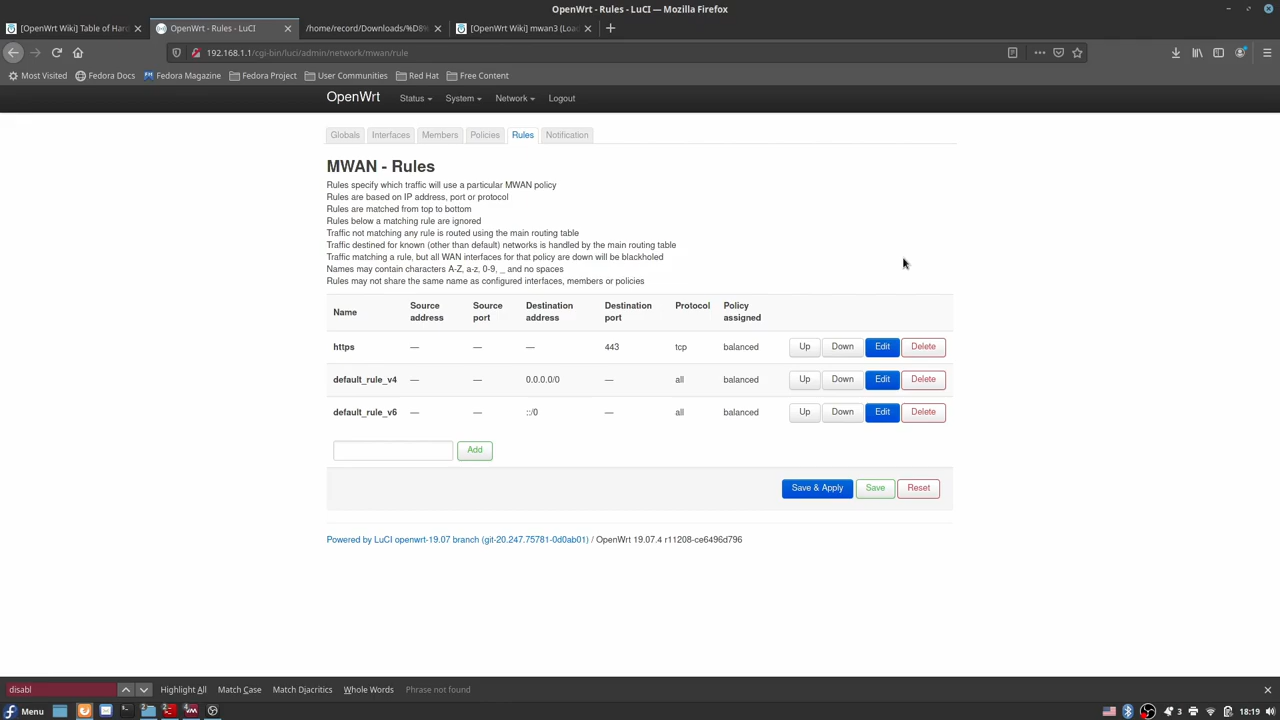 OpenWrt - Rules - LuCI - Mozilla Firefox
[OpenWrt Wiki] Table of Hard
OpenWrt - Rules - LuCI
/home/record/Downloads/%D8%
[OpenWrt Wiki] mwan3 (Load
192.168.1.1/cgi-bin/luci/admin/network/mwan/rule
Most Visited
Fedora Docs
Fedora Magazine
Fedora Project
User Communities
Red Hat
Free Content
OpenWrt
Status
System
Network
Logout
Globals
Interfaces
Members
Policies
Rules
Notification
MWAN - Rules
Rules specify which traffic will use a particular MWAN policy
Rules are based on IP address, port or protocol
Rules are matched from top to bottom
Rules below a matching rule are ignored
Traffic not matching any rule is routed using the main routing table
Traffic destined for known (other than default) networks is handled by the main routing table
Traffic matching a rule, but all WAN interfaces for that policy are down will be blackholed
Names may contain characters A-Z, a-z, 0-9, _ and no spaces
Rules may not share the same name as configured interfaces, members or policies
Name Source address Source port Destination address Destination port Protocol Policy assigned
https — — — 443 tcp balanced Up Down Edit Delete
default_rule_v4 — — 0.0.0.0/0 — all balanced Up Down Edit Delete
default_rule_v6 — — ::/0 — all balanced Up Down Edit Delete
Add
Save & Apply Save Reset
Powered by LuCI openwrt-19.07 branch (git-20.247.75781-0d0ab01) / OpenWrt 19.07.4 r11208-ce6496d796
disabl
Highlight All
Match Case
Match Diacritics
Whole Words
Phrase not found
Menu
3
18:19